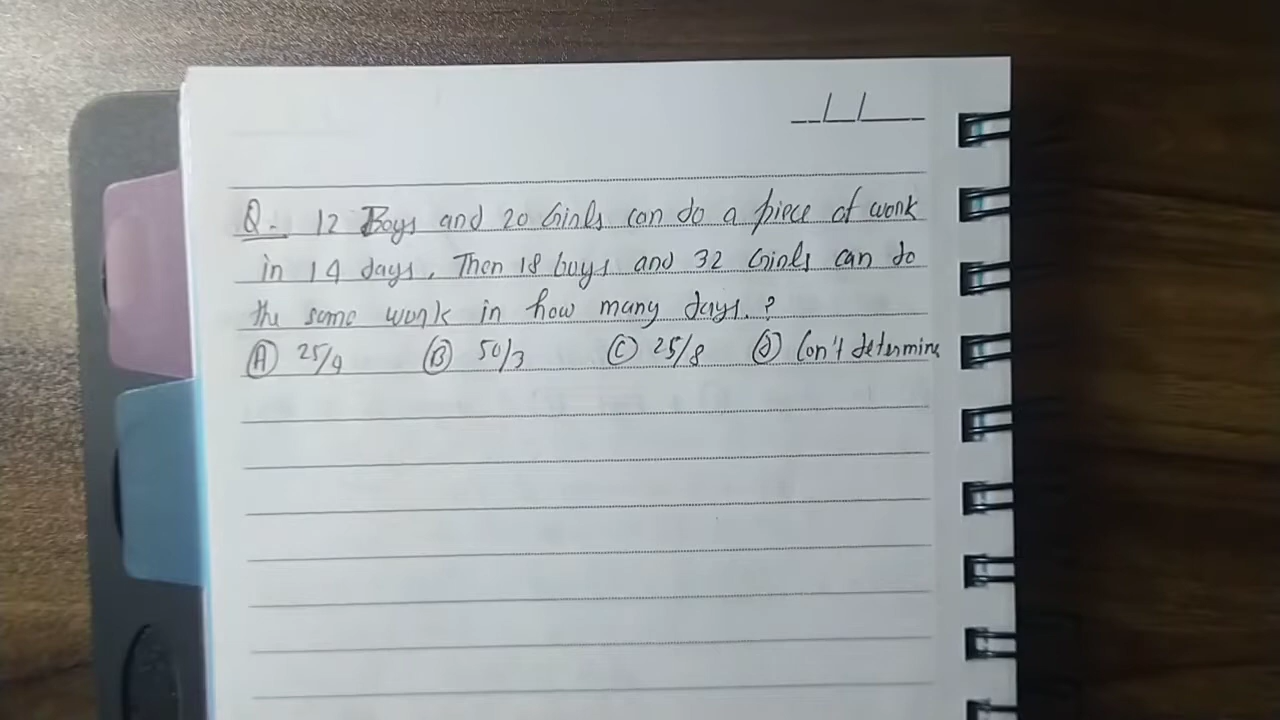 __/__/____
Q. 12 Boys and 20 Girls can do a piece of work
in 14 days. Then 18 boys and 32 Girls can do
the same work in how many days.?
(A) 25/9 (B) 50/3 (C) 25/8 (D) Can't determine